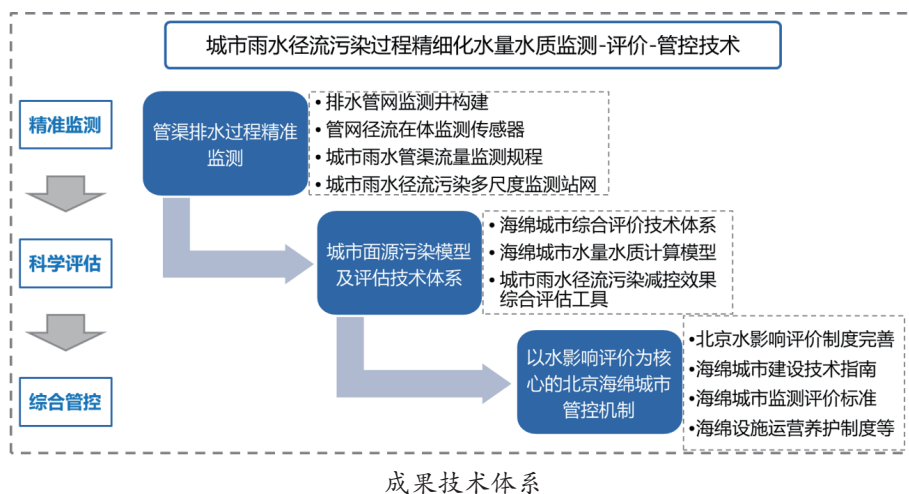 城市雨水径流污染过程精细化水量水质监测-评价-管控技术
精准监测
管渠排水过程精准
监测
• 排水管网监测井构建
• 管网径流在体监测传感器
• 城市雨水管渠流量监测规程
• 城市雨水径流污染多尺度监测站网
科学评估
城市面源污染模型
及评估技术体系
• 海绵城市综合评价技术体系
• 海绵城市水量水质计算模型
• 城市雨水径流污染减控效果
综合评估工具
综合管控
以水影响评价为核
心的北京海绵城市
管控机制
•北京水影响评价制度完善
•海绵城市建设技术指南
•海绵城市监测评价标准
•海绵设施运营养护制度等
成果技术体系